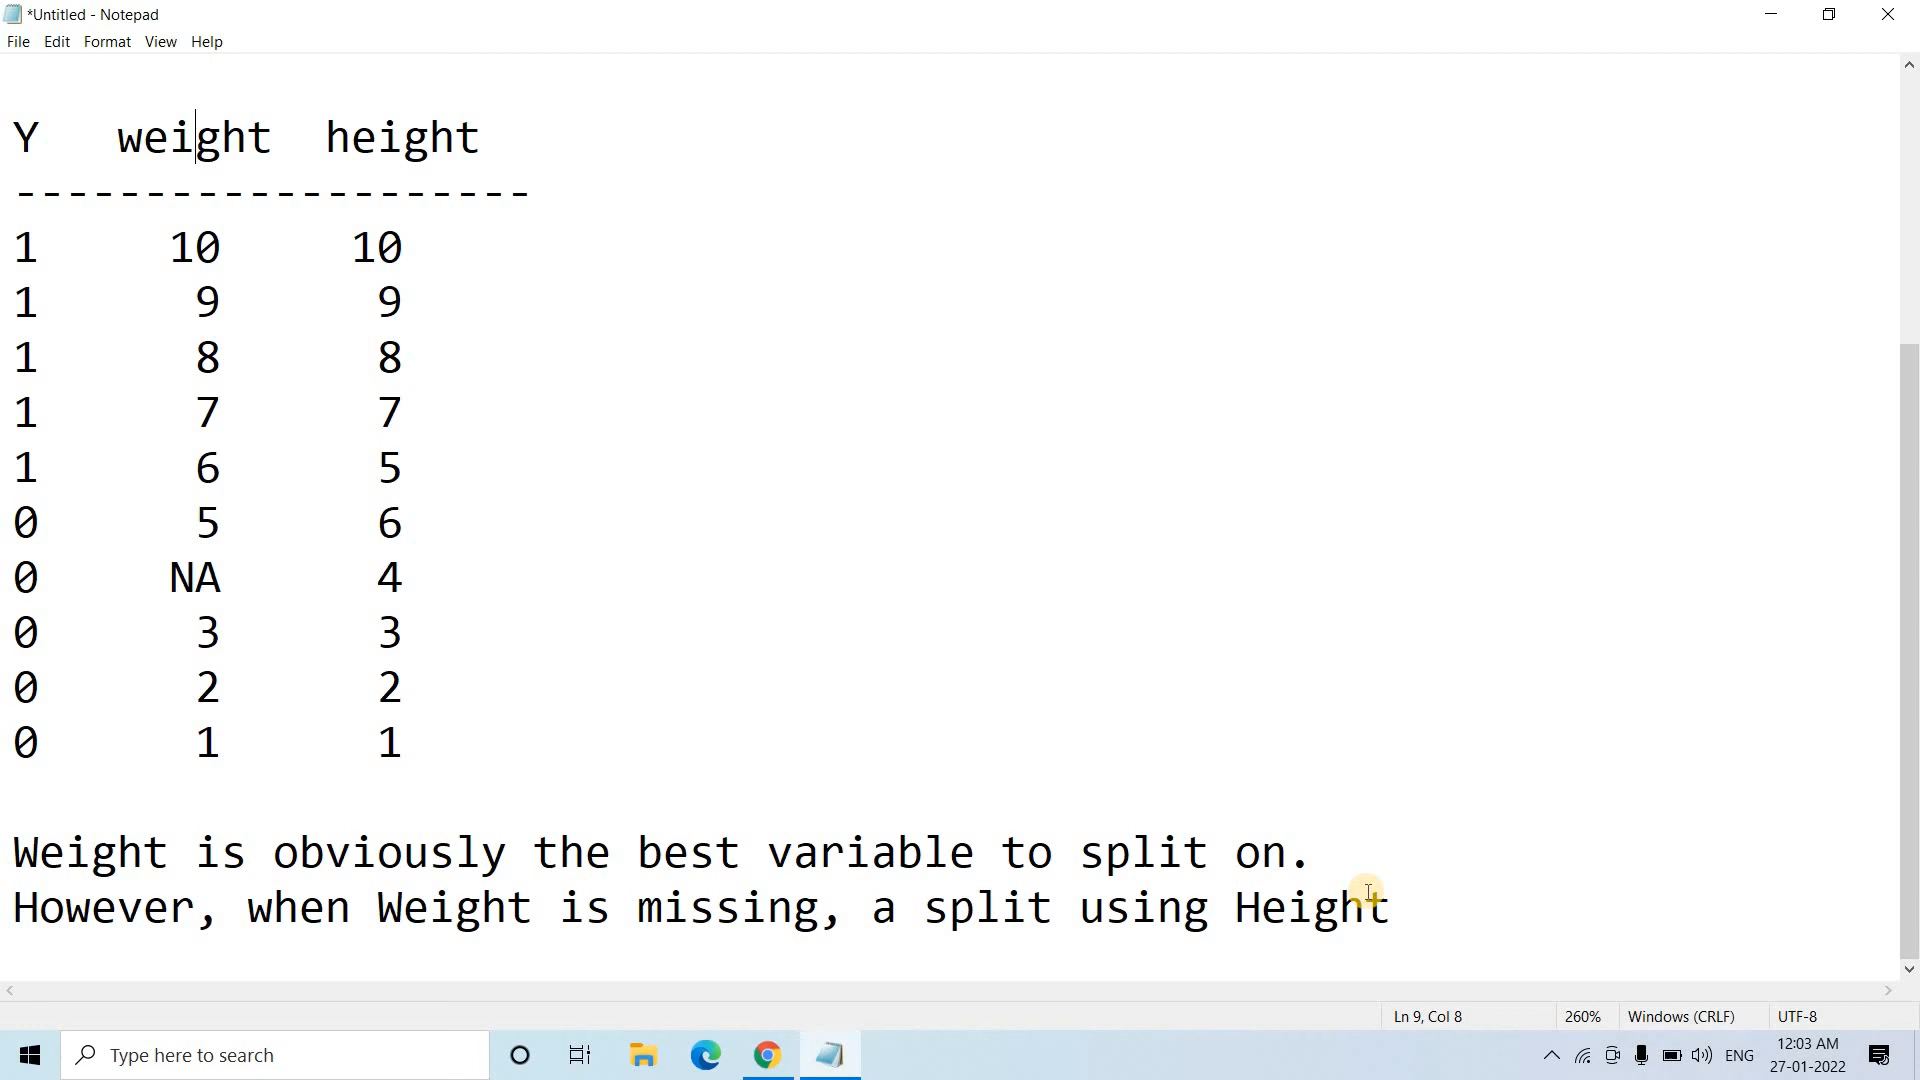 *Untitled - Notepad
File Edit Format View Help
Y weight height
---------------------
1 10 10
1 9 9
1 8 8
1 7 7
1 6 5
0 5 6
0 NA 4
0 3 3
0 2 2
0 1 1
Weight is obviously the best variable to split on.
However, when Weight is missing, a split using Height
Ln 9, Col 8 260% Windows (CRLF) UTF-8
Type here to search ENG 12:03 AM
27-01-2022